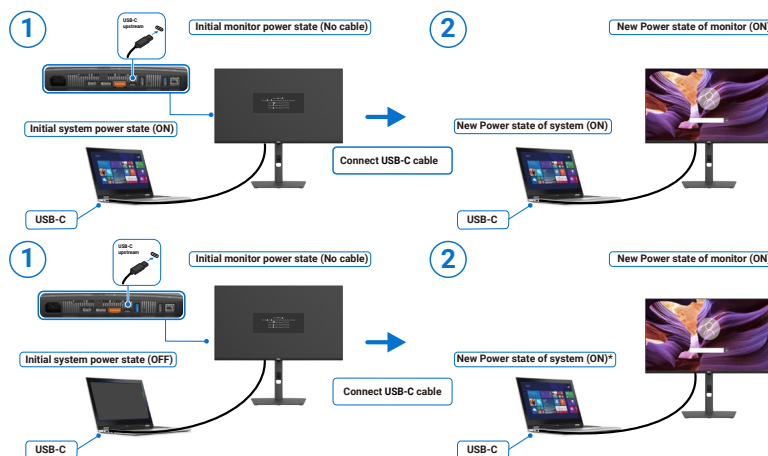 1
USB-C
upstream
Initial monitor power state (No cable)
2
New Power state of monitor (ON)
Initial system power state (ON)
New Power state of system (ON)
Connect USB-C cable
USB-C
USB-C
1
USB-C
upstream
Initial monitor power state (No cable)
2
New Power state of monitor (ON)
Initial system power state (OFF)
New Power state of system (ON)*
Connect USB-C cable
USB-C
USB-C